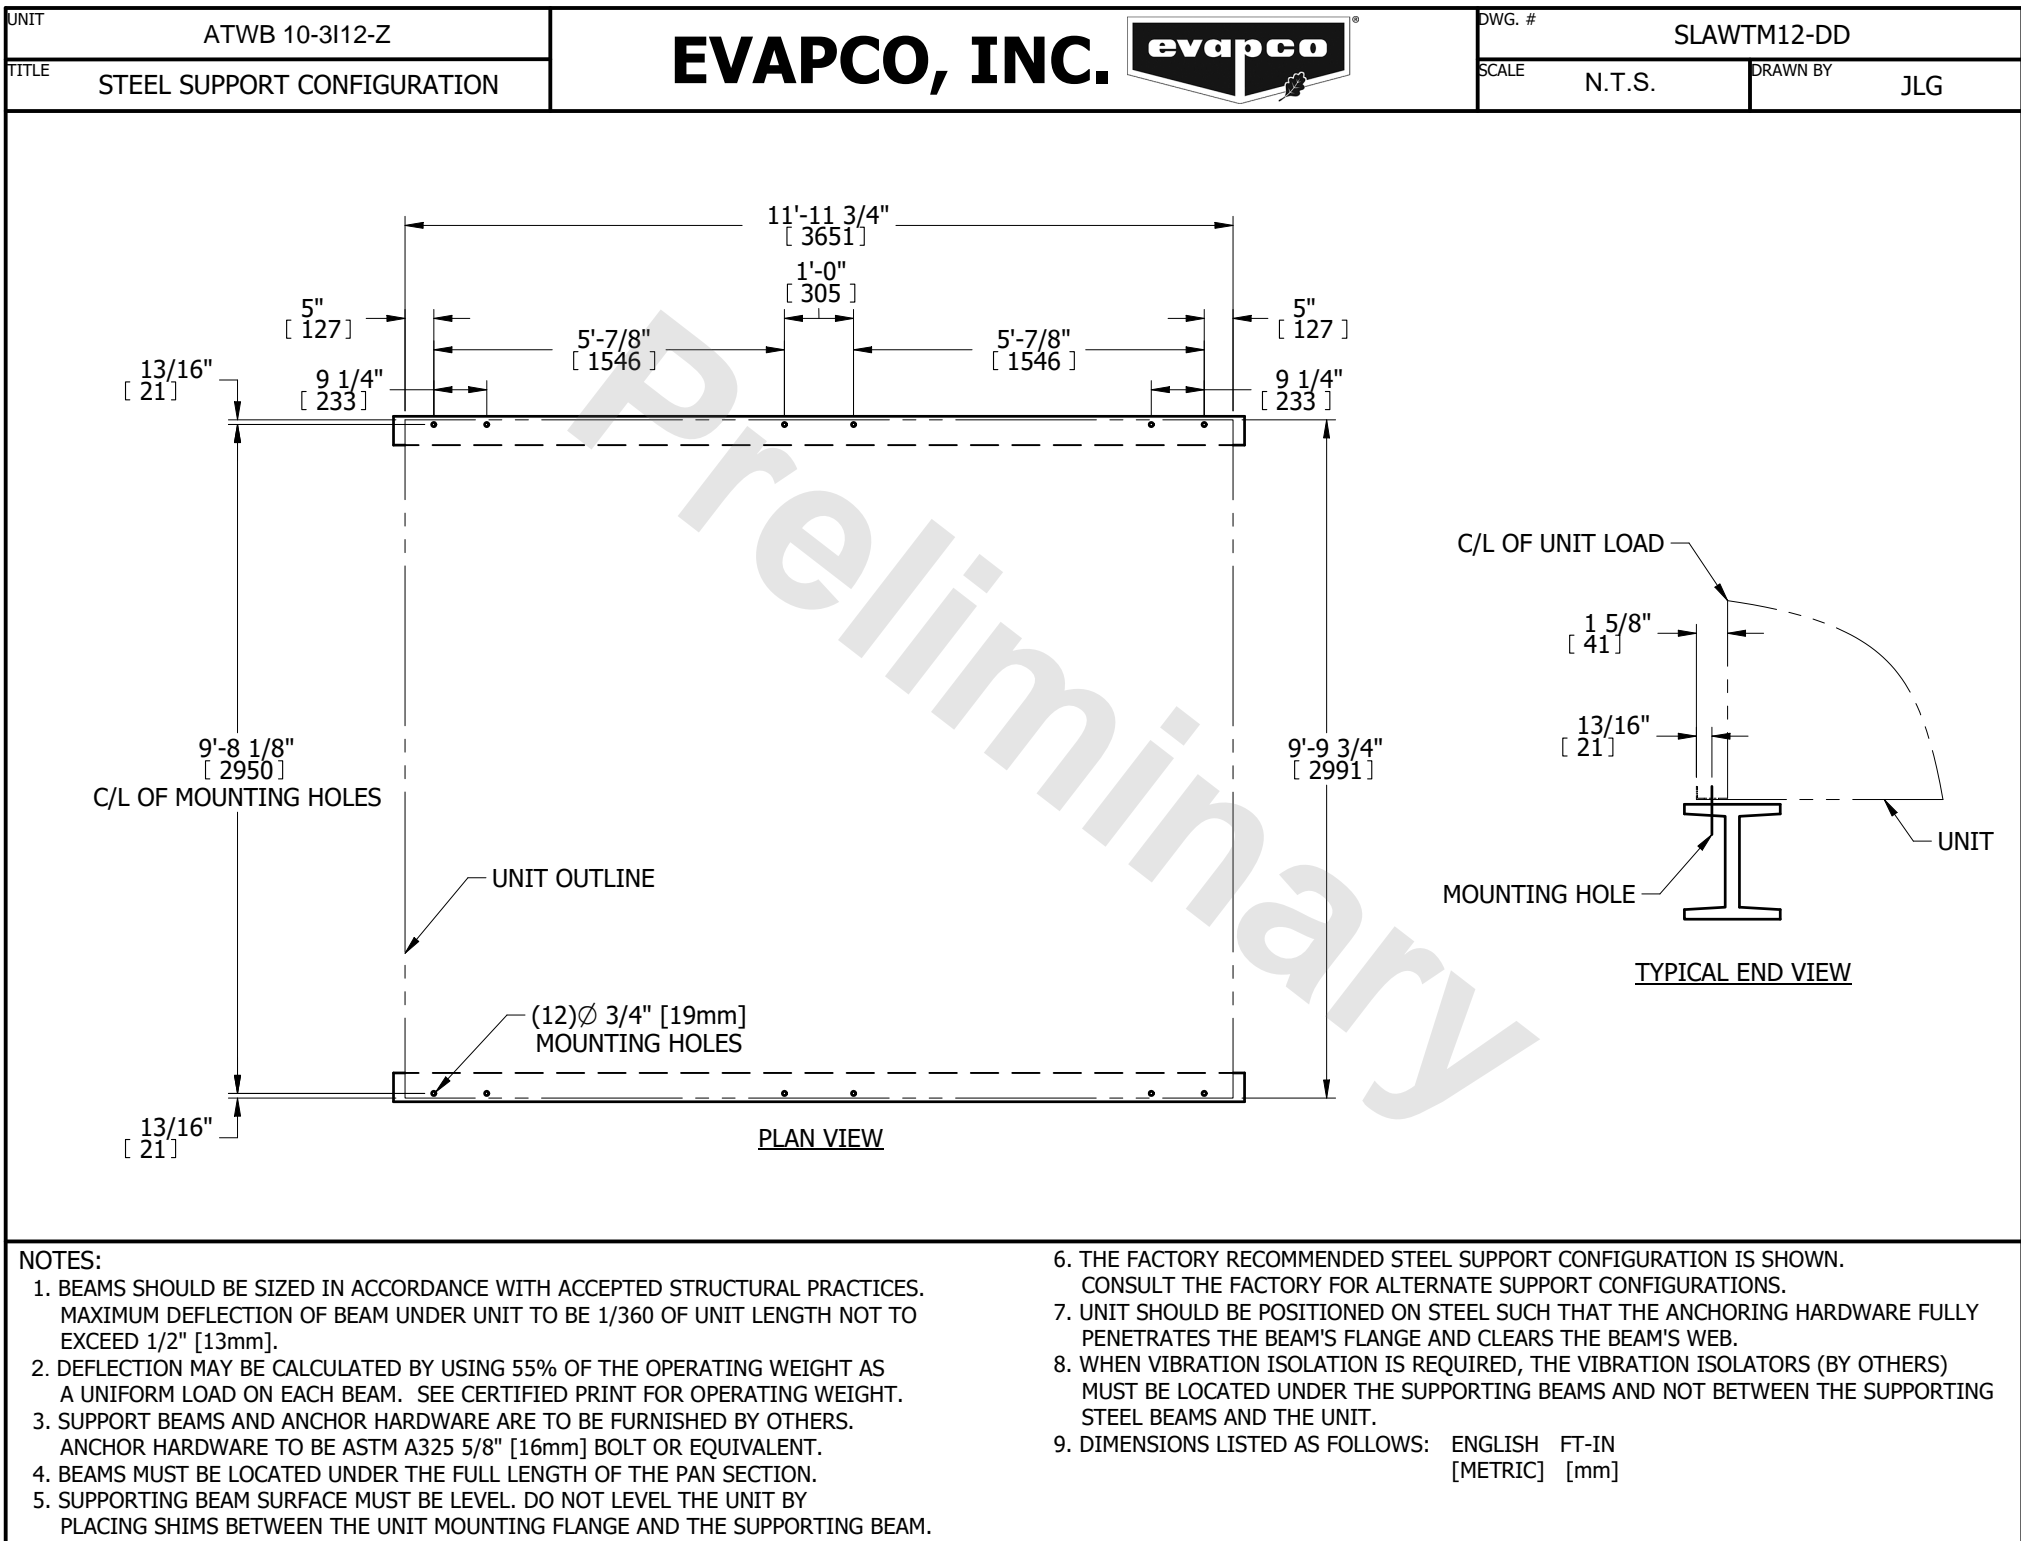 UNIT
ATWB 10-3I12-Z
TITLE
STEEL SUPPORT CONFIGURATION
EVAPCO, INC.
evapco
®
DWG. #
SLAWTM12-DD
SCALE
N.T.S.
DRAWN BY
JLG
11'-11 3/4"
[ 3651 ]
1'-0"
[ 305 ]
5"
[ 127 ]
5"
[ 127 ]
5'-7/8"
[ 1546 ]
5'-7/8"
[ 1546 ]
13/16"
[ 21 ]
9 1/4"
[ 233 ]
9 1/4"
[ 233 ]
9'-8 1/8"
[ 2950 ]
C/L OF MOUNTING HOLES
9'-9 3/4"
[ 2991 ]
UNIT OUTLINE
(12)∅ 3/4" [19mm]
MOUNTING HOLES
13/16"
[ 21 ]
PLAN VIEW
Preliminary
C/L OF UNIT LOAD
1 5/8"
[ 41 ]
13/16"
[ 21 ]
UNIT
MOUNTING HOLE
TYPICAL END VIEW
NOTES:
1. BEAMS SHOULD BE SIZED IN ACCORDANCE WITH ACCEPTED STRUCTURAL PRACTICES.
MAXIMUM DEFLECTION OF BEAM UNDER UNIT TO BE 1/360 OF UNIT LENGTH NOT TO
EXCEED 1/2" [13mm].
2. DEFLECTION MAY BE CALCULATED BY USING 55% OF THE OPERATING WEIGHT AS
A UNIFORM LOAD ON EACH BEAM. SEE CERTIFIED PRINT FOR OPERATING WEIGHT.
3. SUPPORT BEAMS AND ANCHOR HARDWARE ARE TO BE FURNISHED BY OTHERS.
ANCHOR HARDWARE TO BE ASTM A325 5/8" [16mm] BOLT OR EQUIVALENT.
4. BEAMS MUST BE LOCATED UNDER THE FULL LENGTH OF THE PAN SECTION.
5. SUPPORTING BEAM SURFACE MUST BE LEVEL. DO NOT LEVEL THE UNIT BY
PLACING SHIMS BETWEEN THE UNIT MOUNTING FLANGE AND THE SUPPORTING BEAM.
6. THE FACTORY RECOMMENDED STEEL SUPPORT CONFIGURATION IS SHOWN.
CONSULT THE FACTORY FOR ALTERNATE SUPPORT CONFIGURATIONS.
7. UNIT SHOULD BE POSITIONED ON STEEL SUCH THAT THE ANCHORING HARDWARE FULLY
PENETRATES THE BEAM'S FLANGE AND CLEARS THE BEAM'S WEB.
8. WHEN VIBRATION ISOLATION IS REQUIRED, THE VIBRATION ISOLATORS (BY OTHERS)
MUST BE LOCATED UNDER THE SUPPORTING BEAMS AND NOT BETWEEN THE SUPPORTING
STEEL BEAMS AND THE UNIT.
9. DIMENSIONS LISTED AS FOLLOWS: ENGLISH FT-IN
[METRIC] [mm]